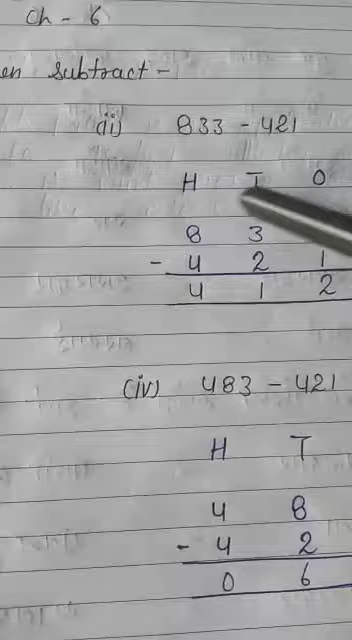 Ch - 6
en subtract -
(ii) 833 - 421
H T O
8 3
- 4 2 1
4 1 2
(iv) 483 - 421
H T
4 8
- 4 2
0 6